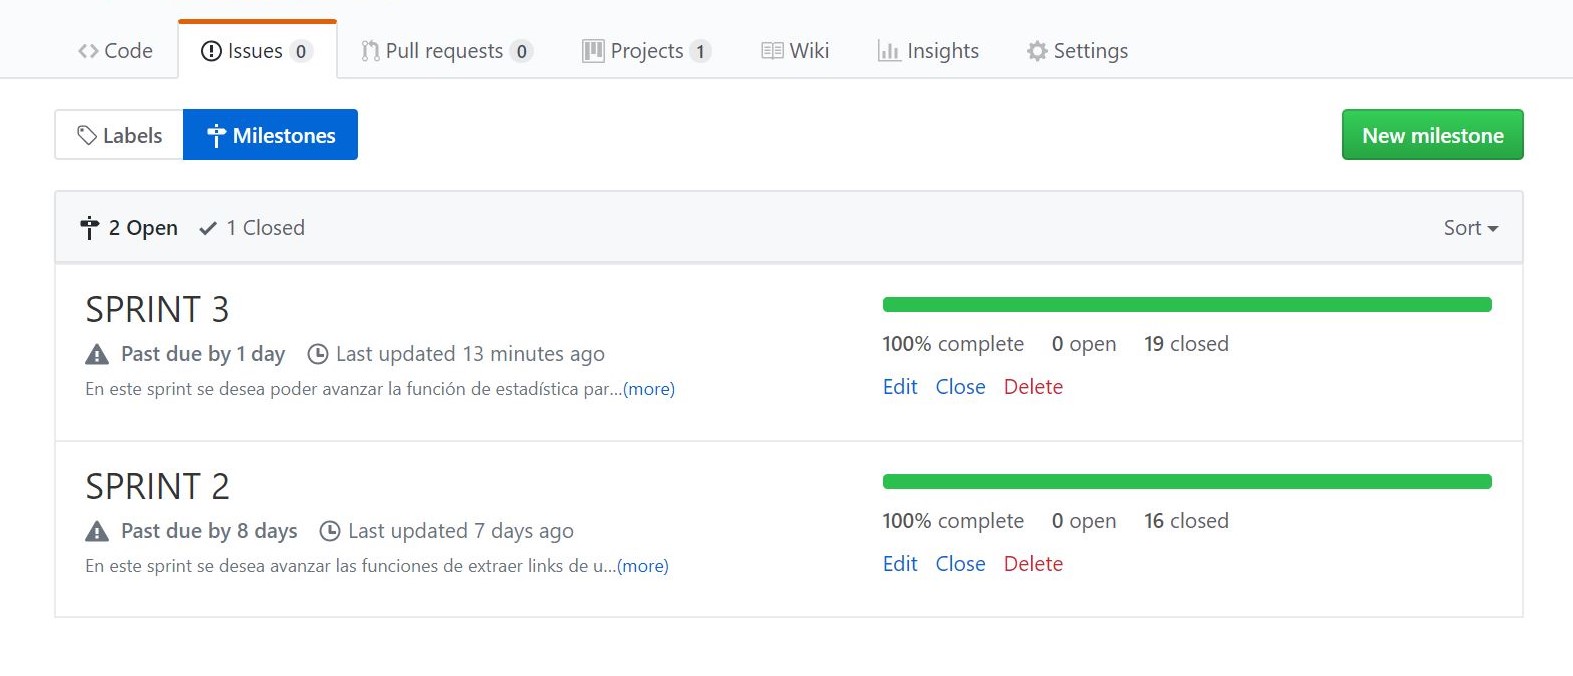 Code Issues 0 Pull requests 0 Projects 1 Wiki Insights Settings
Labels Milestones New milestone
2 Open 1 Closed Sort
SPRINT 3
Past due by 1 day Last updated 13 minutes ago
En este sprint se desea poder avanzar la función de estadística par...(more)
100% complete 0 open 19 closed
Edit Close Delete
SPRINT 2
Past due by 8 days Last updated 7 days ago
En este sprint se desea avanzar las funciones de extraer links de u...(more)
100% complete 0 open 16 closed
Edit Close Delete